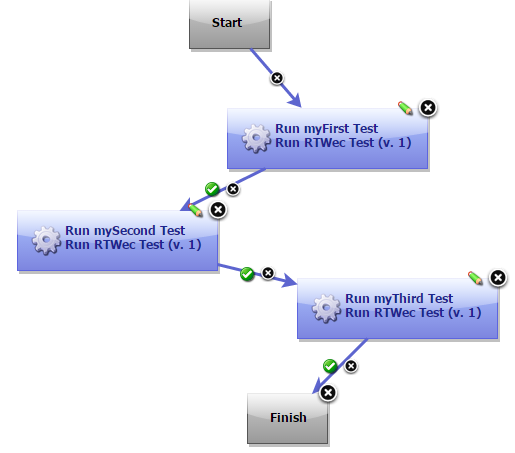 Start
Run myFirst Test
Run RTWec Test (v. 1)
Run mySecond Test
Run RTWec Test (v. 1)
Run myThird Test
Run RTWec Test (v. 1)
Finish